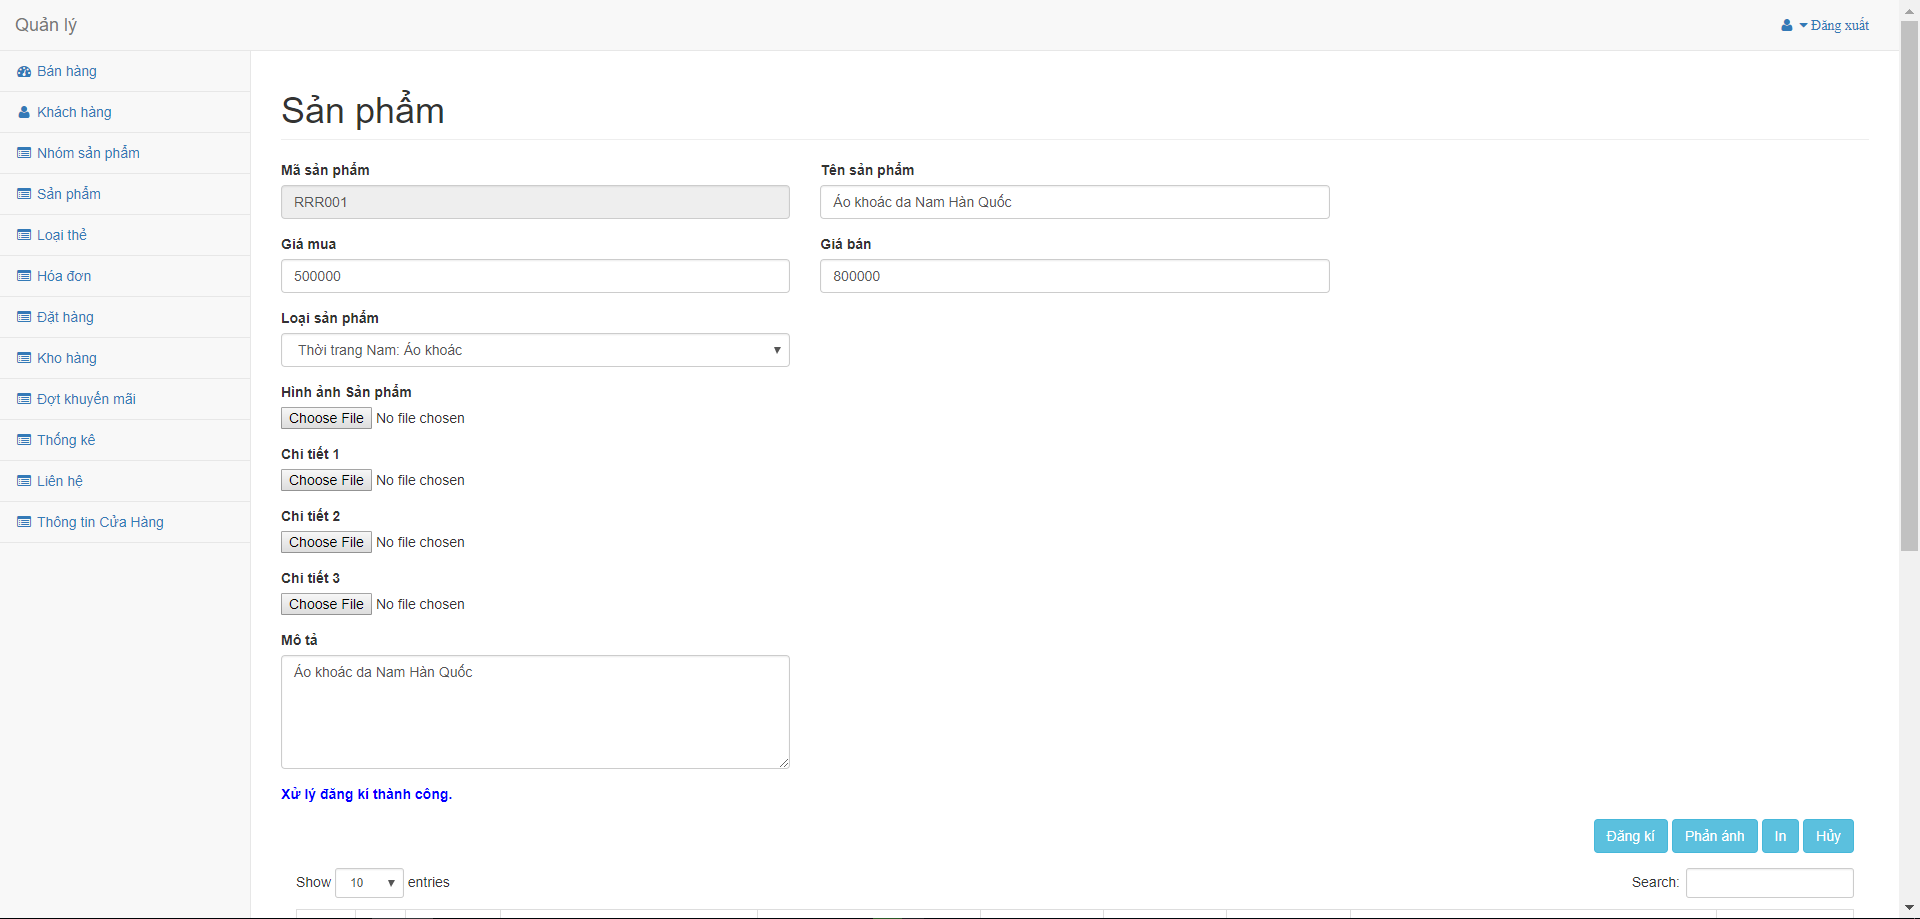 Quản lý
Đăng xuất
Bán hàng
Khách hàng
Nhóm sản phẩm
Sản phẩm
Loại thẻ
Hóa đơn
Đặt hàng
Kho hàng
Đợt khuyến mãi
Thống kê
Liên hệ
Thông tin Cửa Hàng
Sản phẩm
Mã sản phẩm
Tên sản phẩm
RRR001
Áo khoác da Nam Hàn Quốc
Giá mua
Giá bán
500000
800000
Loại sản phẩm
Thời trang Nam: Áo khoác
Hình ảnh Sản phẩm
Choose File No file chosen
Chi tiết 1
Choose File No file chosen
Chi tiết 2
Choose File No file chosen
Chi tiết 3
Choose File No file chosen
Mô tả
Áo khoác da Nam Hàn Quốc
Xử lý đăng kí thành công.
Đăng kí
Phản ánh
In
Hủy
Show 10 entries
Search: